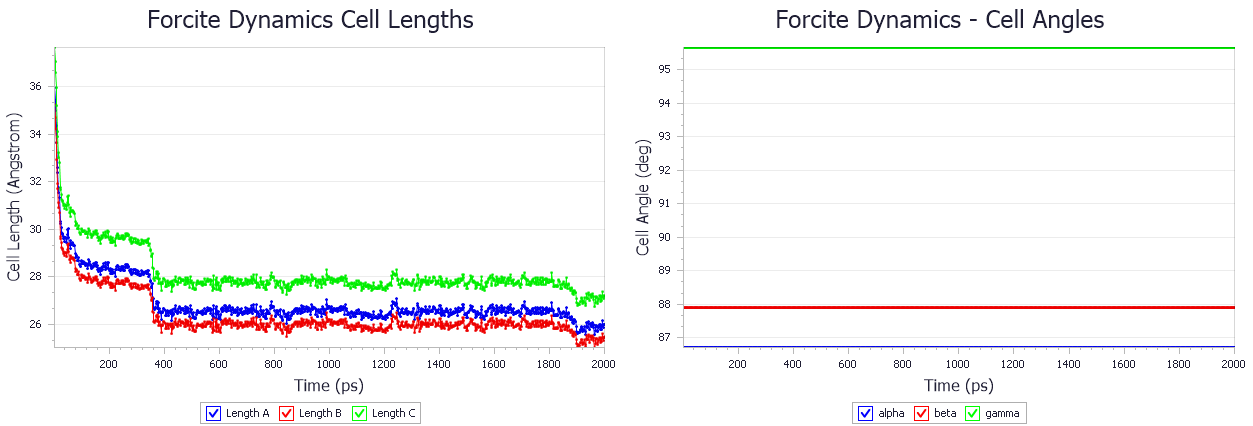 Forcite Dynamics Cell Lengths
Cell Length (Angstrom)
36
34
32
30
28
26
200 400 600 800 1000 1200 1400 1600 1800 2000
Time (ps)
Length A Length B Length C
Forcite Dynamics - Cell Angles
Cell Angle (deg)
95
94
93
92
91
90
89
88
87
200 400 600 800 1000 1200 1400 1600 1800 2000
Time (ps)
alpha beta gamma